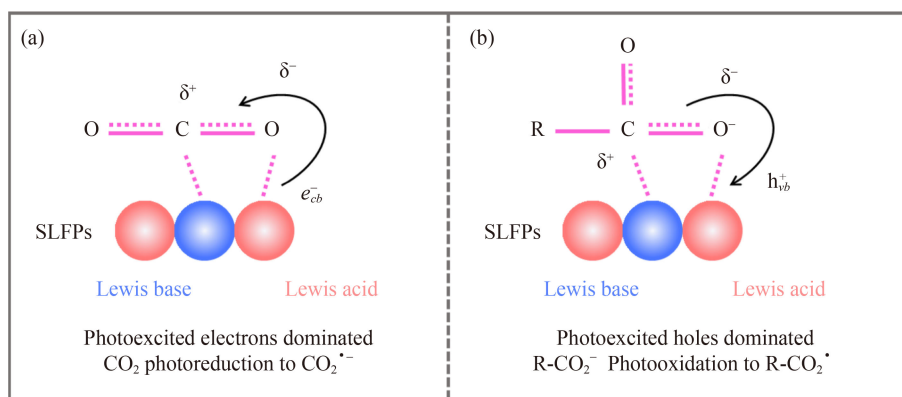 (a)
δ⁻
δ⁺
O C O
e⁻cb
SLFPs
Lewis base Lewis acid
Photoexcited electrons dominated
CO₂ photoreduction to CO₂•⁻
(b)
O
δ⁻
R C O⁻
δ⁺
h⁺vb
SLFPs
Lewis base Lewis acid
Photoexcited holes dominated
R-CO₂⁻ Photooxidation to R-CO₂•